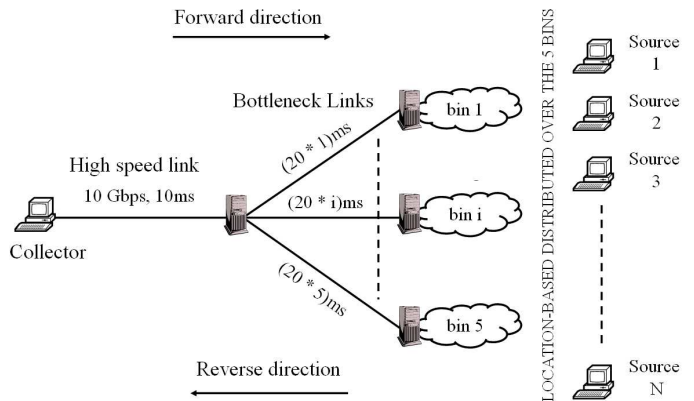 Forward direction
Bottleneck Links
High speed link
10 Gbps, 10ms
Collector
(20 * 1)ms
(20 * i)ms
(20 * 5)ms
bin 1
bin i
bin 5
Reverse direction
LOCATION-BASED DISTRIBUTED OVER THE 5 BINS
Source
1
Source
2
Source
3
Source
N